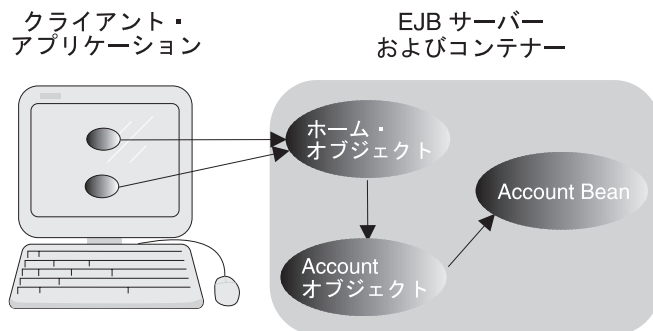 クライアント・
アプリケーション
EJB サーバー
およびコンテナー
ホーム・
オブジェクト
Account Bean
Account
オブジェクト